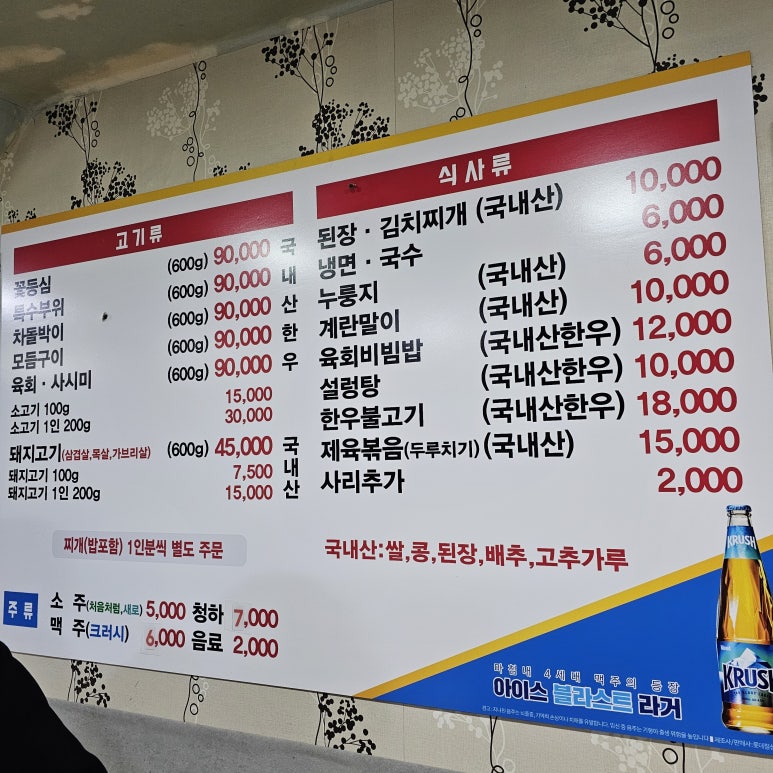 고기류
꽃등심 (600g) 90,000
특수부위 (600g) 90,000
차돌박이 (600g) 90,000
모듬구이 (600g) 90,000
육회·사시미 (600g) 90,000
국내산한우
소고기 100g 15,000
소고기 1인 200g 30,000
돼지고기(삼겹살,목살,가브리살) (600g) 45,000
돼지고기 100g 7,500
돼지고기 1인 200g 15,000
국내산
찌개(밥포함) 1인분씩 별도 주문
주류
소 주(처음처럼,새로) 5,000 청하 7,000
맥 주(크러시) 6,000 음료 2,000
식사류
된장·김치찌개 (국내산) 10,000
냉면·국수 6,000
누룽지 (국내산) 6,000
계란말이 (국내산) 10,000
육회비빔밥 (국내산한우) 12,000
설렁탕 (국내산한우) 10,000
한우불고기 (국내산한우) 18,000
제육볶음(두루치기) (국내산) 15,000
사리추가 2,000
국내산:쌀,콩,된장,배추,고추가루
마침내 4세대 맥주의 등장
아이스 블라스트 라거
KRUSH
KRUSH